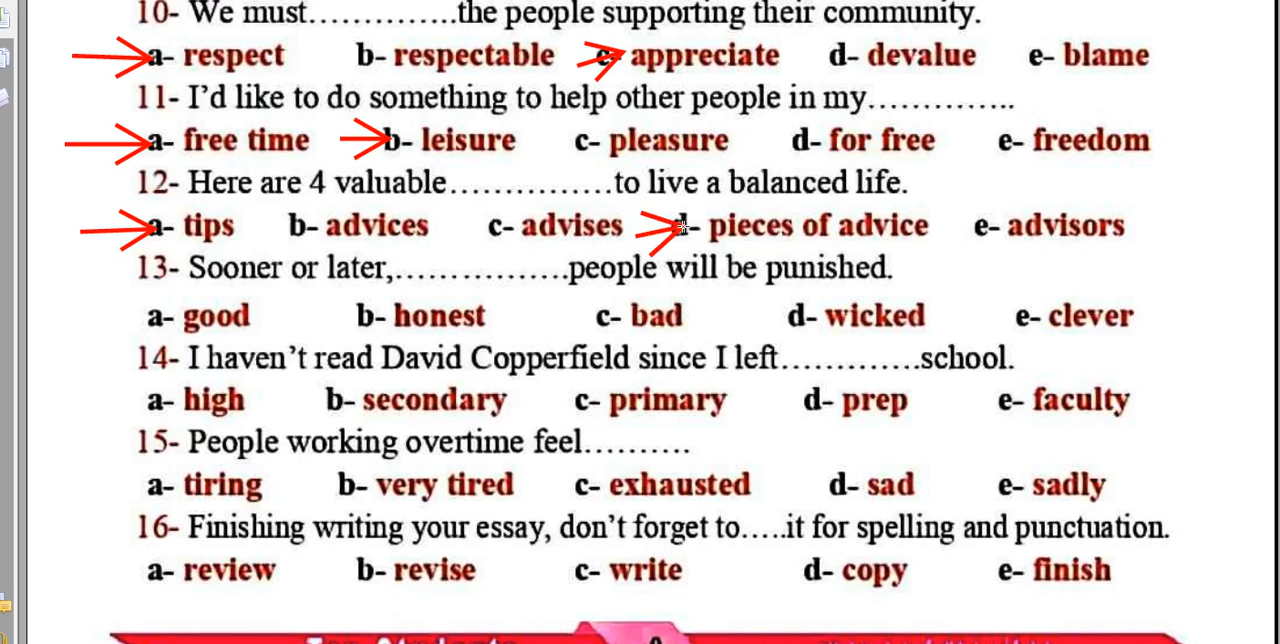 10- We must…………..the people supporting their community.
a- respect b- respectable c- appreciate d- devalue e- blame
11- I’d like to do something to help other people in my…………..
a- free time b- leisure c- pleasure d- for free e- freedom
12- Here are 4 valuable……………to live a balanced life.
a- tips b- advices c- advises d- pieces of advice e- advisors
13- Sooner or later,…………….people will be punished.
a- good b- honest c- bad d- wicked e- clever
14- I haven’t read David Copperfield since I left………….school.
a- high b- secondary c- primary d- prep e- faculty
15- People working overtime feel……….
a- tiring b- very tired c- exhausted d- sad e- sadly
16- Finishing writing your essay, don’t forget to…..it for spelling and punctuation.
a- review b- revise c- write d- copy e- finish